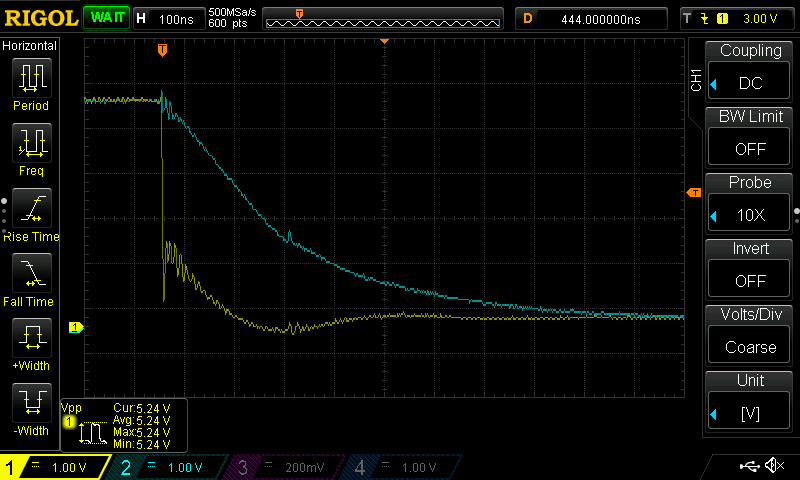 RIGOL WAIT H 100ns 500MSa/s 600 pts T D 444.000000ns T 1 3.00 V
Horizontal
Period
Freq
Rise Time
Fall Time
+Width
-Width
T
T
1
CH1
Coupling
DC
BW Limit
OFF
Probe
10X
Invert
OFF
Volts/Div
Coarse
Unit
[V]
Vpp
1
Cur:5.24 V
Avg: 5.24 V
Max:5.24 V
Min: 5.24 V
1 = 1.00 V 2 = 1.00 V 3 = 200mV 4 = 1.00 V